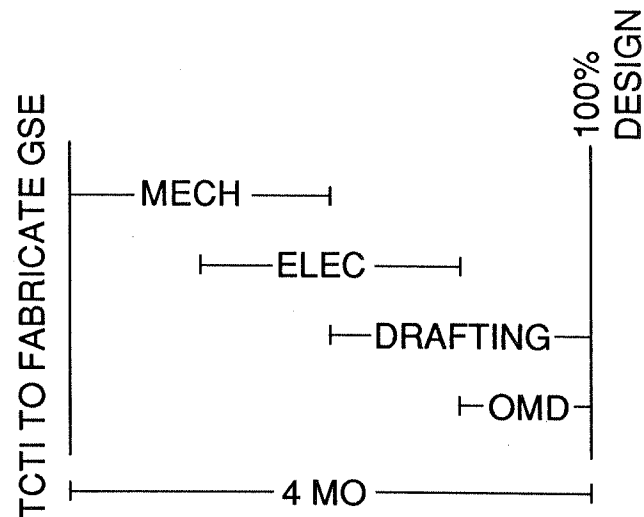 TCTI TO FABRICATE GSE
100%
DESIGN
MECH
ELEC
DRAFTING
OMD
4 MO